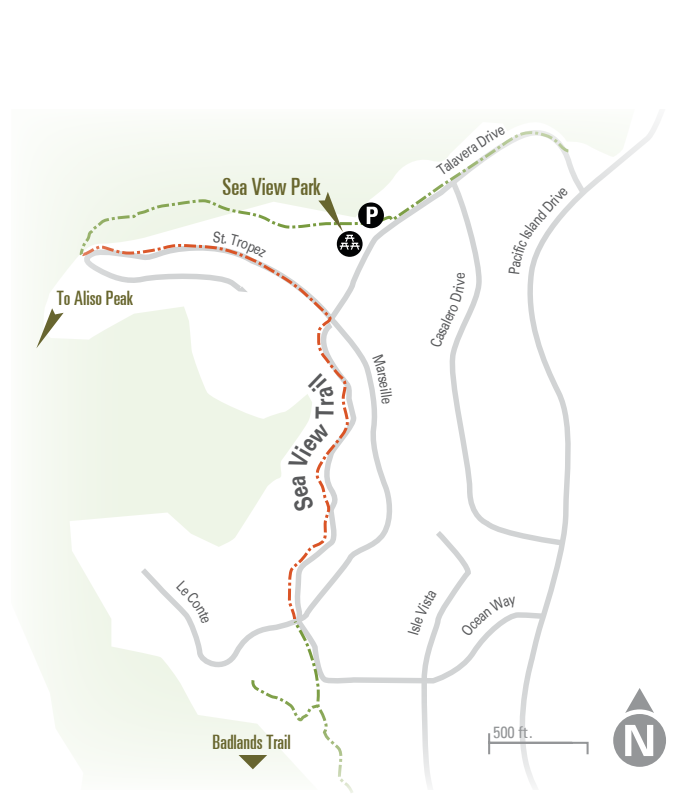 Talavera Drive
Sea View Park
P
Pacific Island Drive
St. Tropez
To Aliso Peak
Casalero Drive
Marseille
Sea View Trail
Le Conte
Isle Vista
Ocean Way
500 ft.
N
Badlands Trail